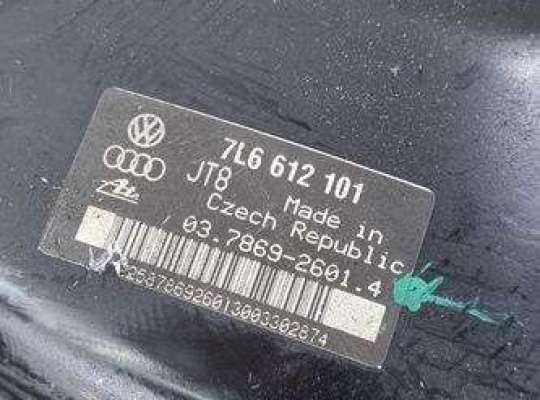 7L6 612 101
JT8
Made in
Czech Republic
03.7869-2601.4